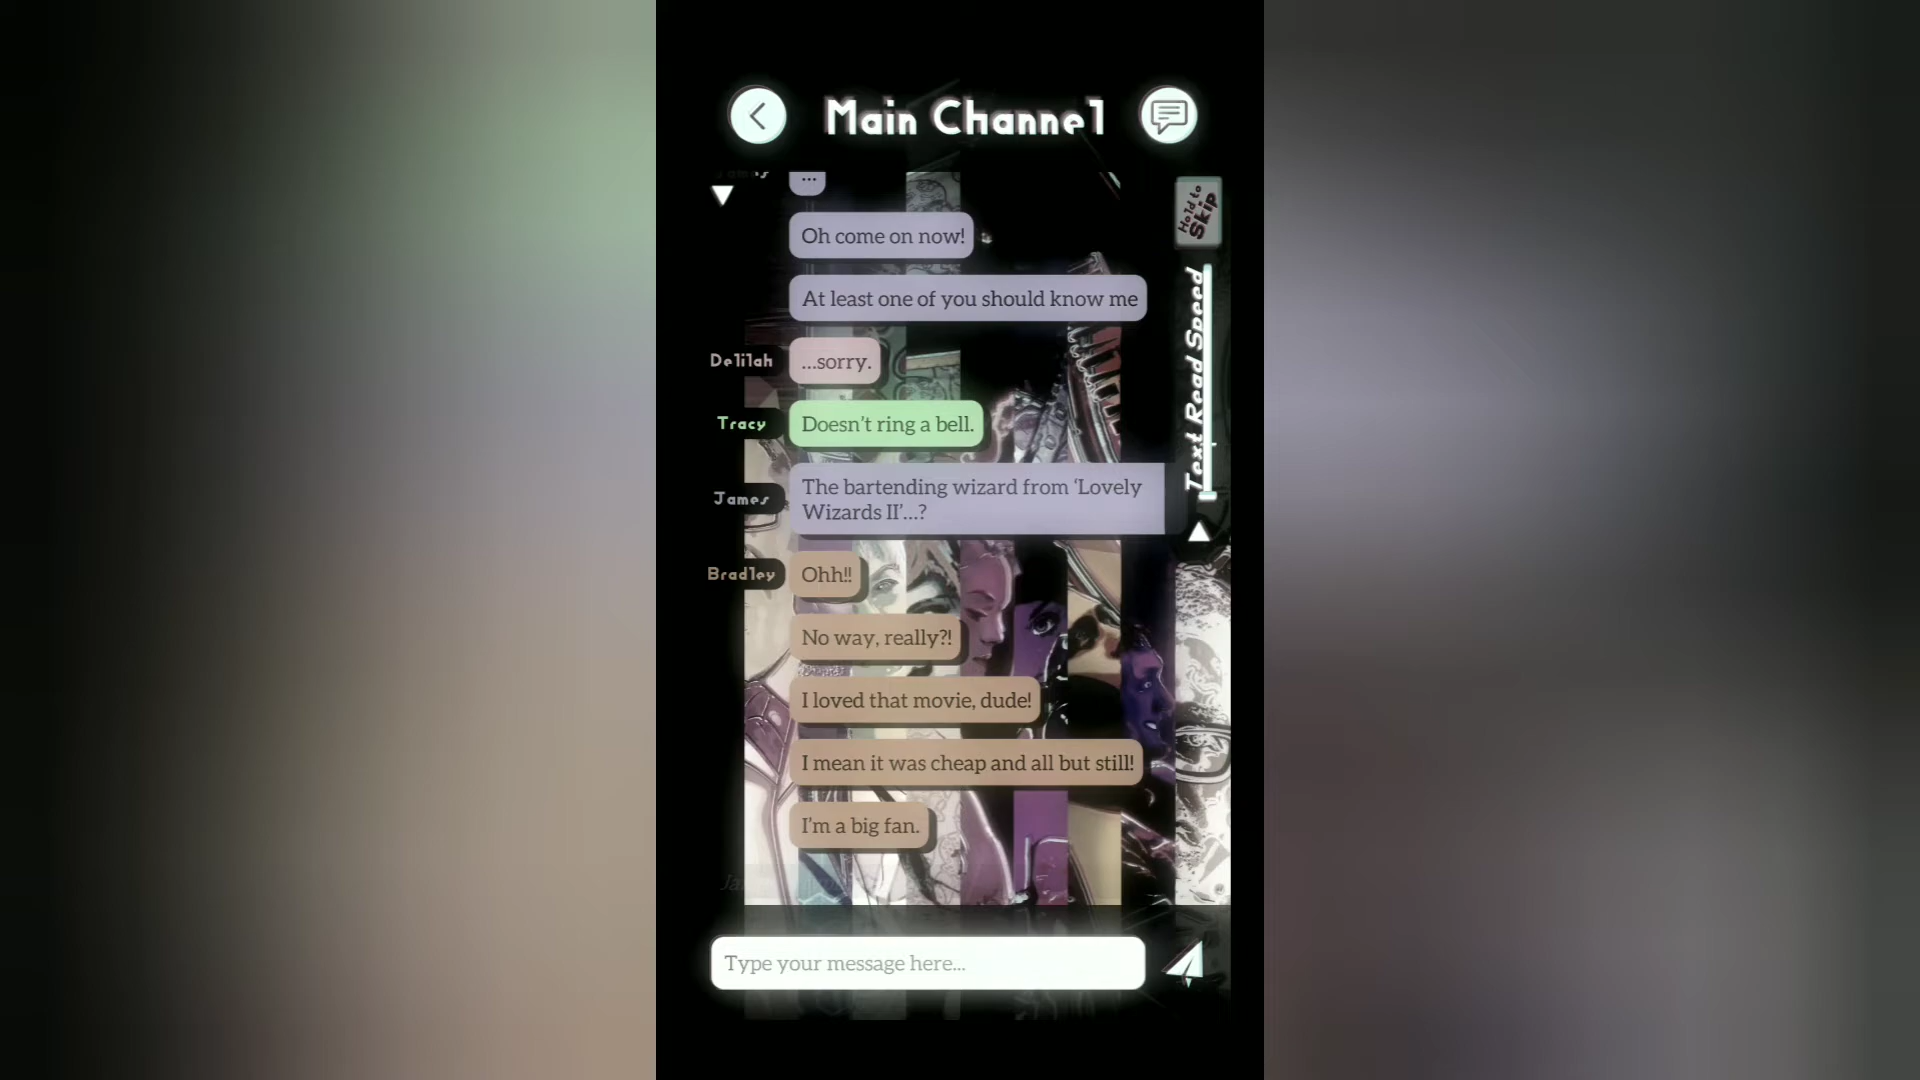 Main Channel
...
Hold to
Skip
Oh come on now!
At least one of you should know me
Text Read Speed
Delilah
...sorry.
Tracy
Doesn't ring a bell.
James
The bartending wizard from ‘Lovely
Wizards II’...?
Bradley
Ohh!!
No way, really?!
I loved that movie, dude!
I mean it was cheap and all but still!
I'm a big fan.
Type your message here...